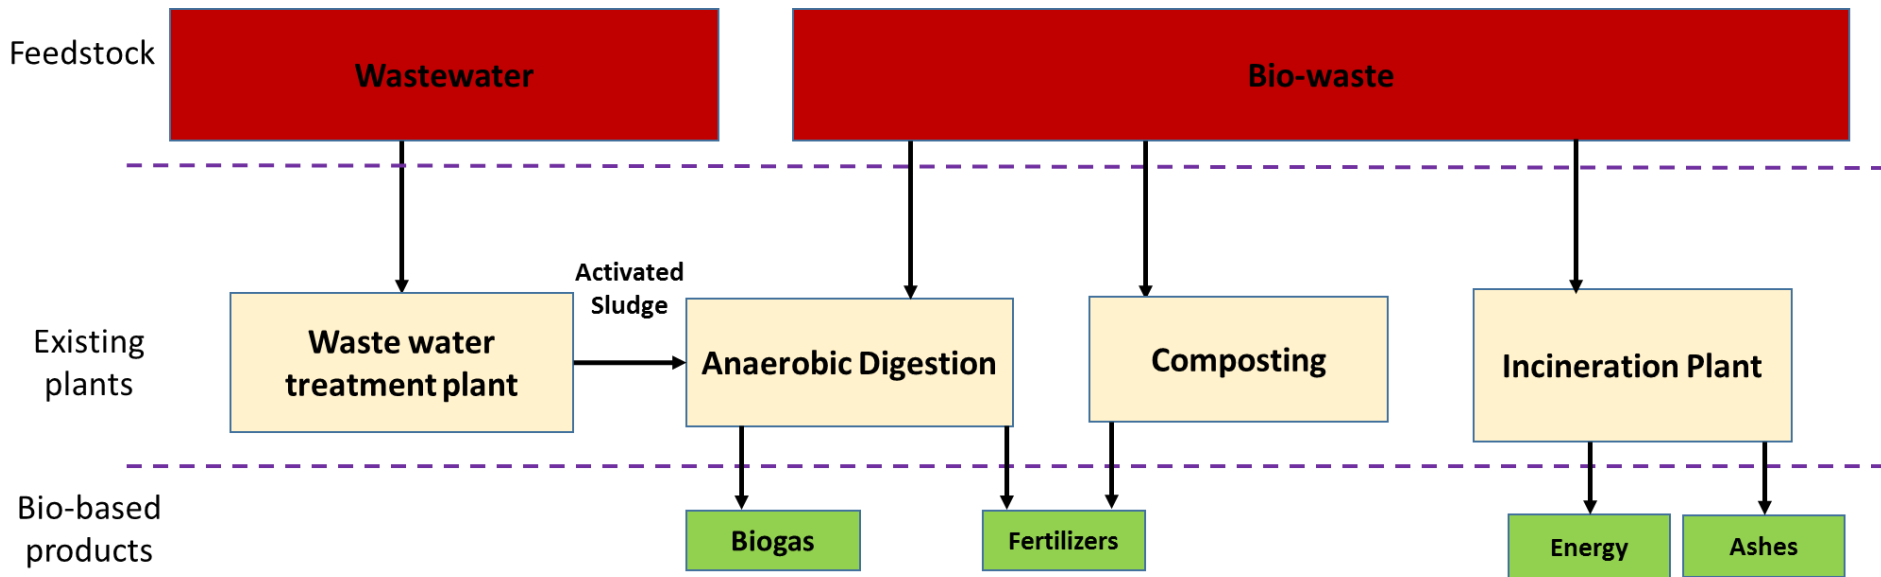 Feedstock
Wastewater
Bio-waste
Activated
Sludge
Existing
plants
Waste water
treatment plant
Anaerobic Digestion
Composting
Incineration Plant
Bio-based
products
Biogas
Fertilizers
Energy
Ashes